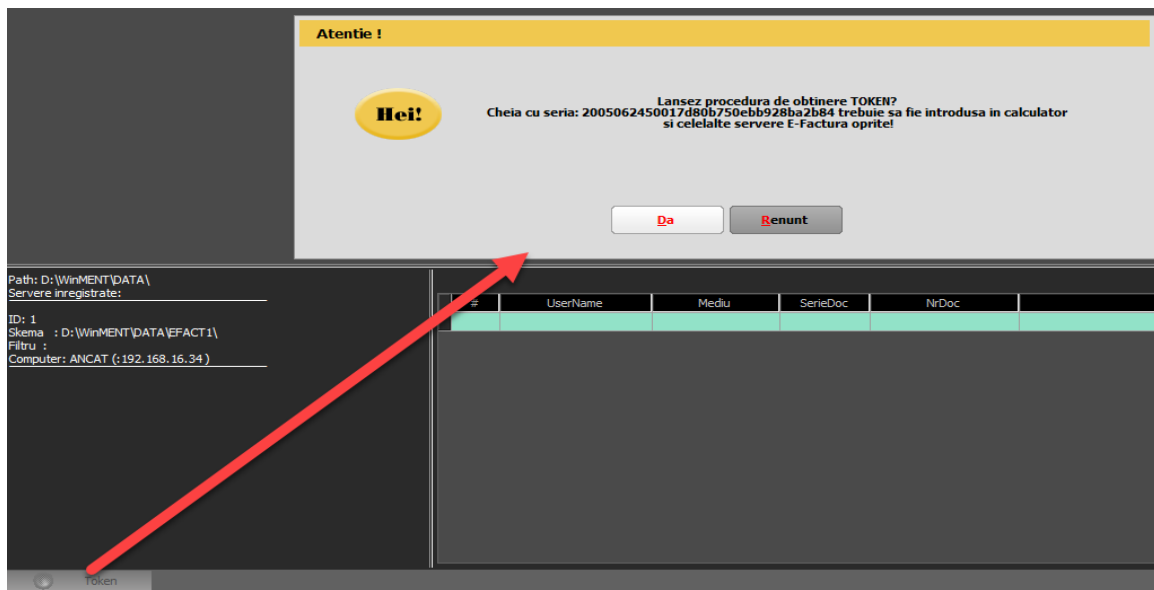 Atentie !
Hei!
Lansez procedura de obtinere TOKEN?
Cheia cu seria: 2005062450017d80b750ebb928ba2b84 trebuie sa fie introdusa in calculator
si celelalte servere E-Factura oprite!
Da
Renunt
Path: D:\WinMENT\DATA\
Servere inregistrate:
ID: 1
Skema : D:\WinMENT\DATA\EFACT1\
Filtru :
Computer: ANCAT (:192.168.16.34)
# UserName Mediu SerieDoc NrDoc
Token